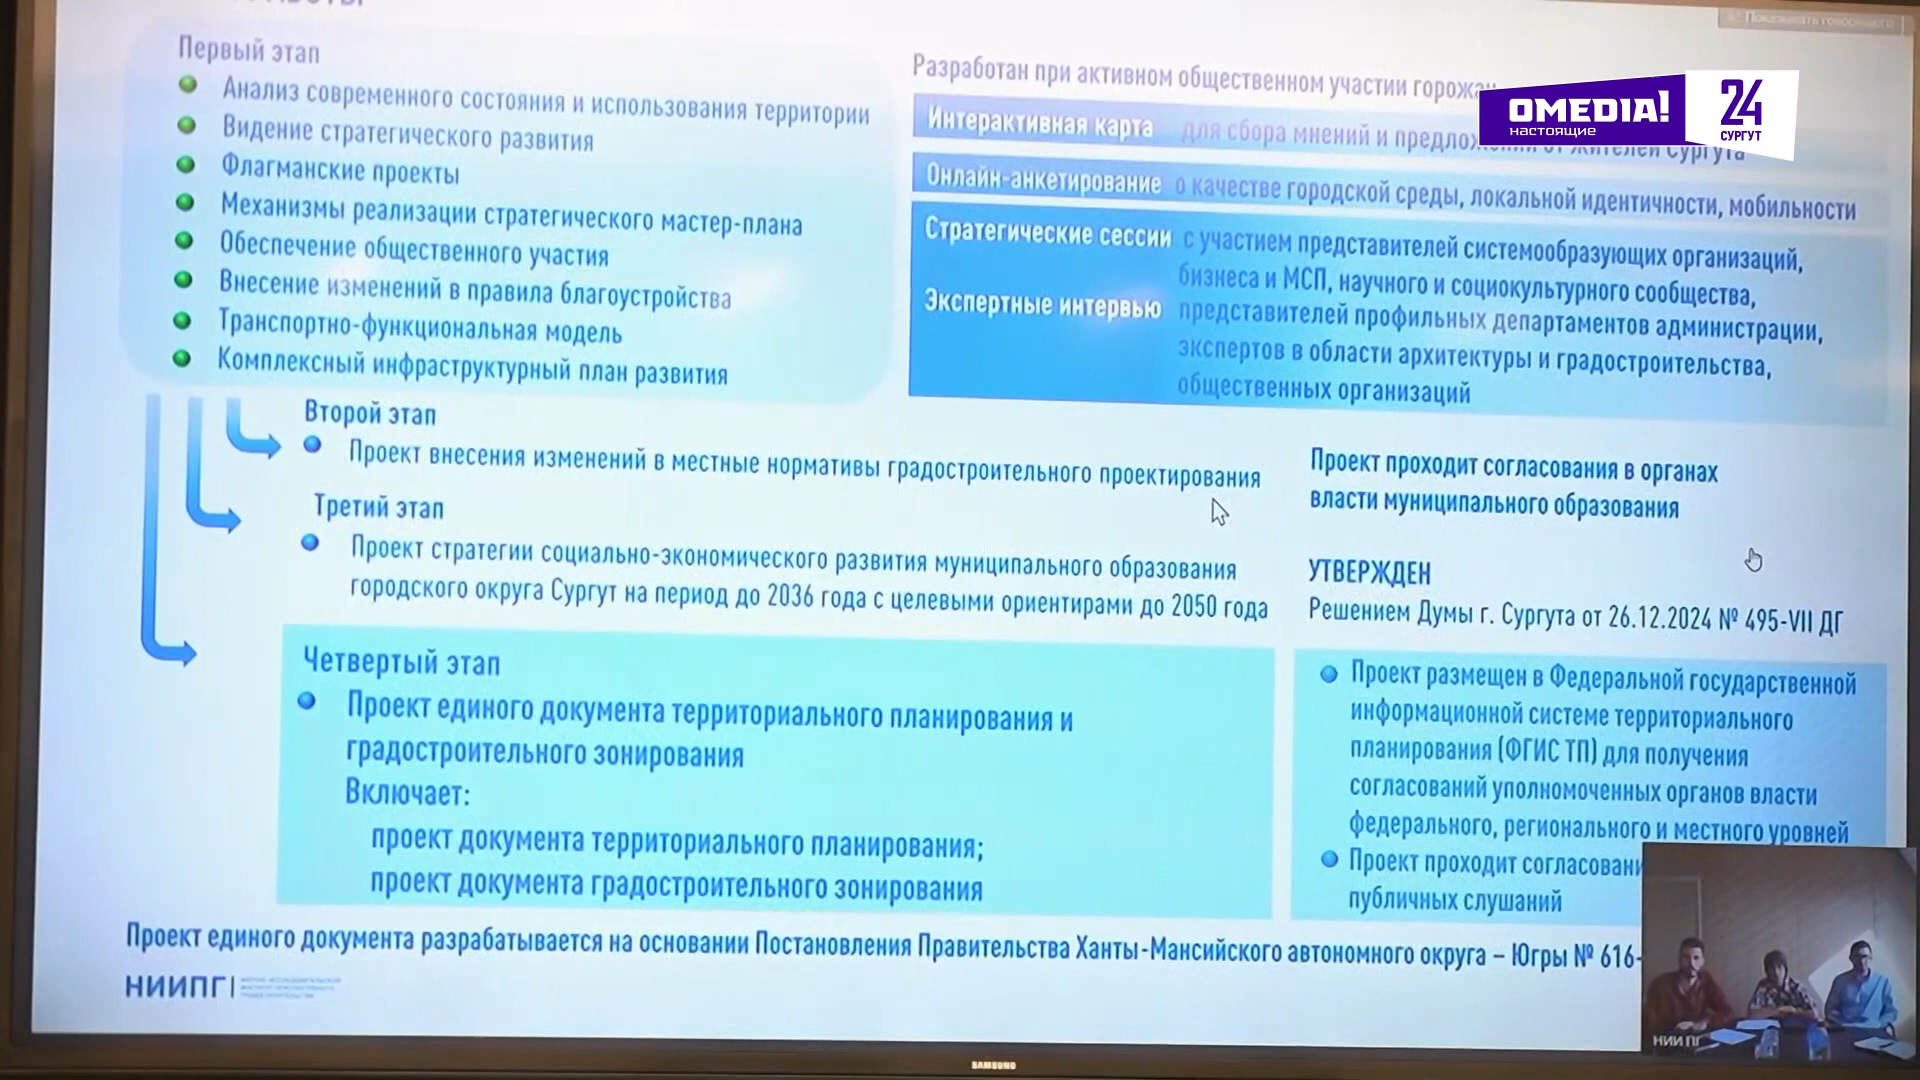 Первый этап
Анализ современного состояния и использования территории
Видение стратегического развития
Флагманские проекты
Механизмы реализации стратегического мастер-плана
Обеспечение общественного участия
Внесение изменений в правила благоустройства
Транспортно-функциональная модель
Комплексный инфраструктурный план развития
Показывать говорящего
Разработан при активном общественном участии
OMEDIA!
настоящие
24
СУРГУТ
Интерактивная карта для сбора мнений и от жителей Сургута
Онлайн-анкетирование о качестве городской среды, локальной идентичности, мобильности
Стратегические сессии с участием представителей системообразующих организаций,
бизнеса и МСП, научного и социокультурного сообщества,
Экспертные интервью представителей профильных департаментов администрации,
экспертов в области архитектуры и градостроительства,
общественных организаций
Второй этап
Проект внесения изменений в местные нормативы градостроительного проектирования
Проект проходит согласования в органах
власти муниципального образования
Третий этап
Проект стратегии социально-экономического развития муниципального образования
городского округа Сургут на период до 2036 года с целевыми ориентирами до 2050 года
УТВЕРЖДЕН
Решением Думы г. Сургута от 26.12.2024 № 495-VII ДГ
Четвертый этап
Проект единого документа территориального планирования и
градостроительного зонирования
Включает:
проект документа территориального планирования;
проект документа градостроительного зонирования
Проект размещен в Федеральной государственной
информационной системе территориального
планирования (ФГИС ТП) для получения
согласований уполномоченных органов власти
федерального, регионального и местного уровней
Проект проходит
публичных слушаний
Проект единого документа разрабатывается на основании Постановления Правительства Ханты-Мансийского автономного округа – Югры № 616-
НИИПГ
НИИ ПГ
SAMSUNG